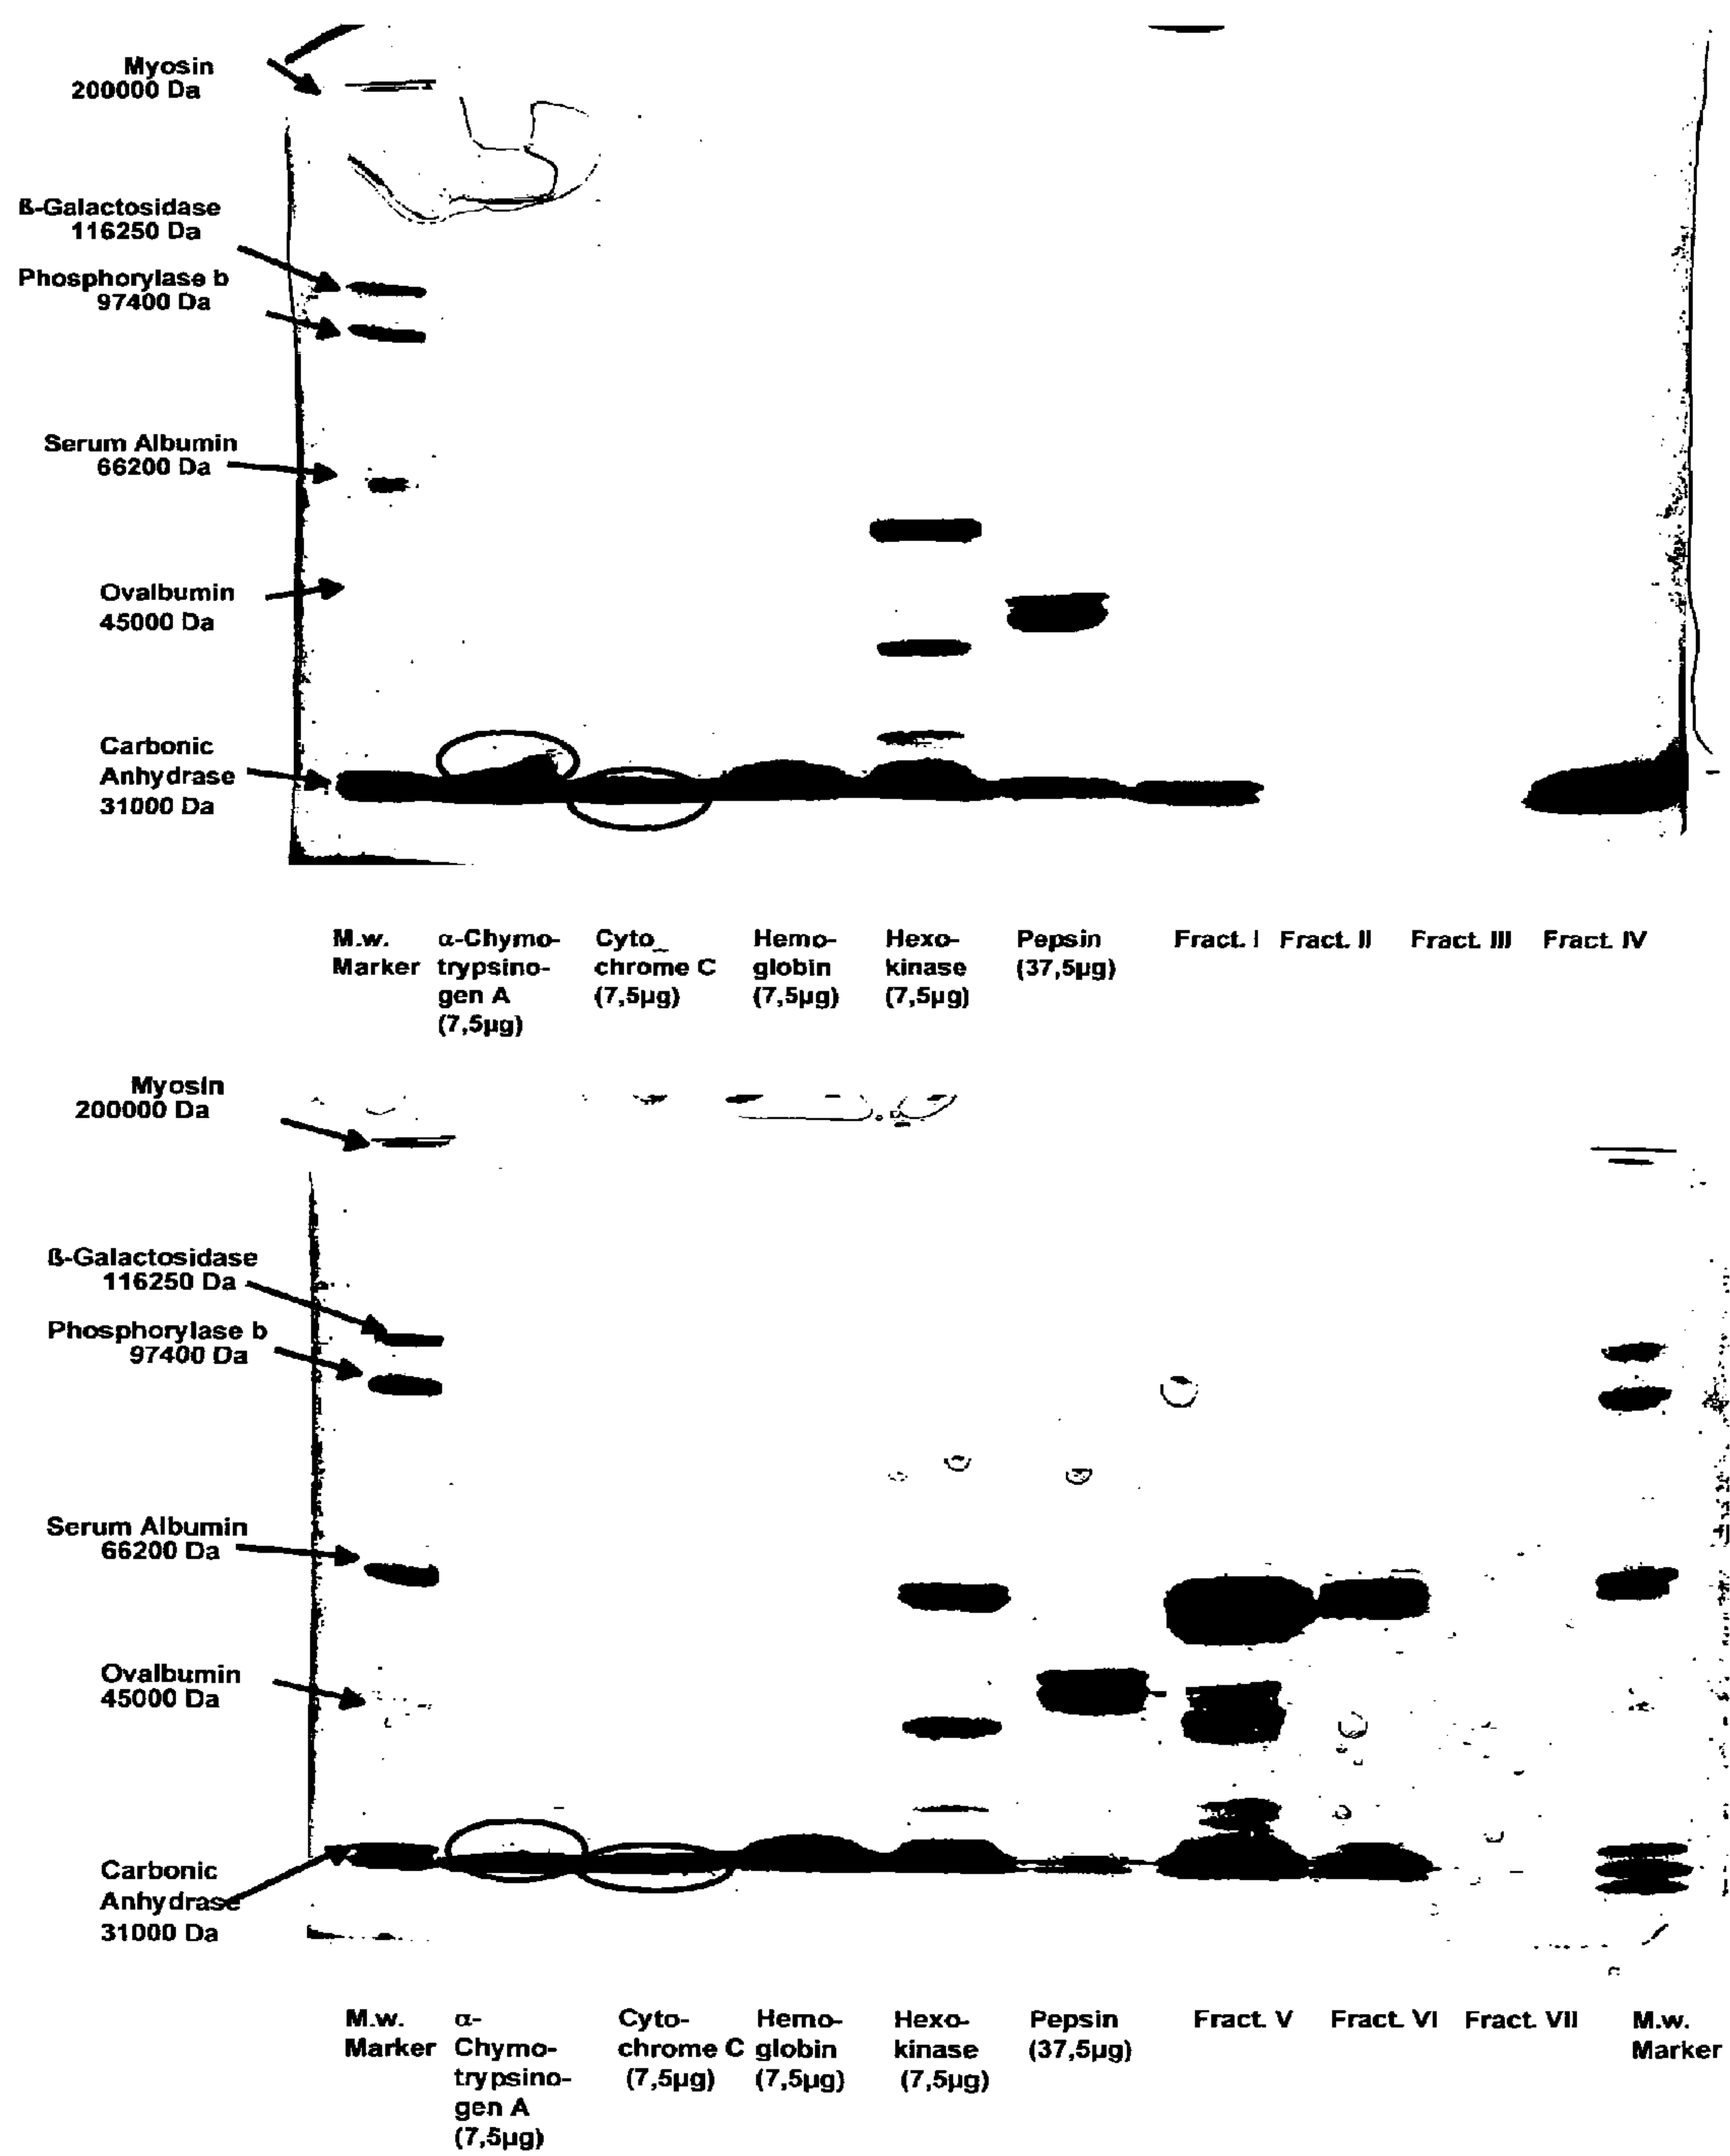 Myosin
200000 Da
ß-Galactosidase
116250 Da
Phosphorylase b
97400 Da
Serum Albumin
66200 Da
Ovalbumin
45000 Da
Carbonic
Anhydrase
31000 Da
M.w. α-Chymo- Cyto_ Hemo- Hexo- Pepsin Fract. I Fract. II Fract. III Fract. IV
Marker trypsino- chrome C globin kinase (37,5µg)
gen A (7,5µg) (7,5µg) (7,5µg)
(7,5µg)
Myosin
200000 Da
ß-Galactosidase
116250 Da
Phosphorylase b
97400 Da
Serum Albumin
66200 Da
Ovalbumin
45000 Da
Carbonic
Anhydrase
31000 Da
M.w. α- Cyto- Hemo- Hexo- Pepsin Fract. V Fract. VI Fract. VII M.w.
Marker Chymo- chrome C globin kinase (37,5µg) Marker
trypsino- (7,5µg) (7,5µg) (7,5µg)
gen A
(7,5µg)